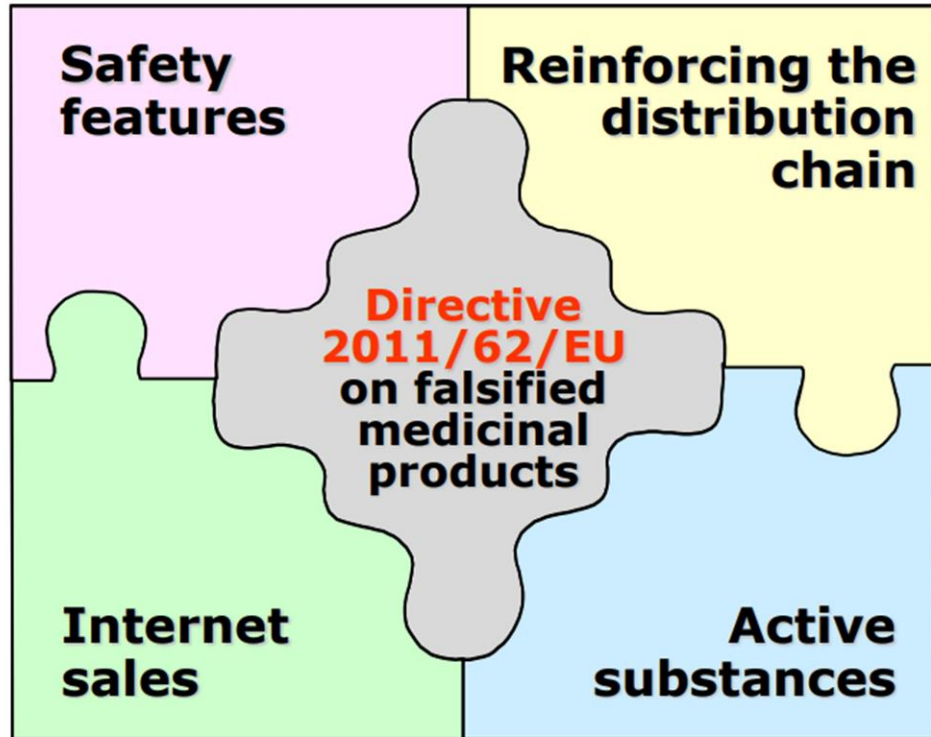 Safety
features
Reinforcing the
distribution
chain
Directive
2011/62/EU
on falsified
medicinal
products
Internet
sales
Active
substances